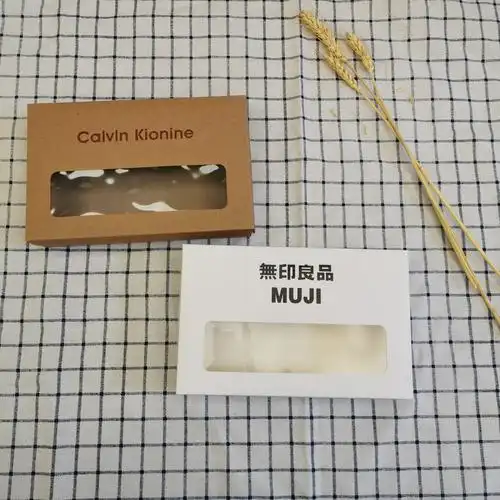 Calvin Kionine
無印良品
MUJI